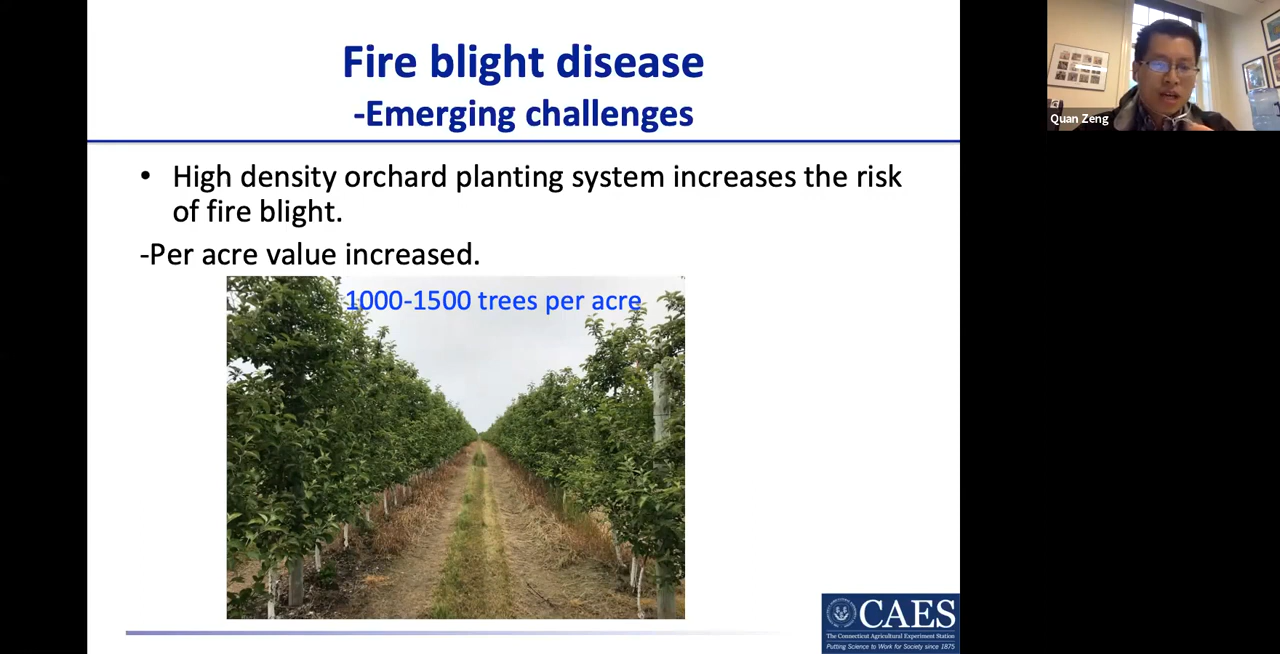 Fire blight disease
-Emerging challenges
• High density orchard planting system increases the risk
of fire blight.
-Per acre value increased.
1000-1500 trees per acre
CAES
The Connecticut Agricultural Experiment Station
Putting Science to Work for Society since 1875
Quan Zeng